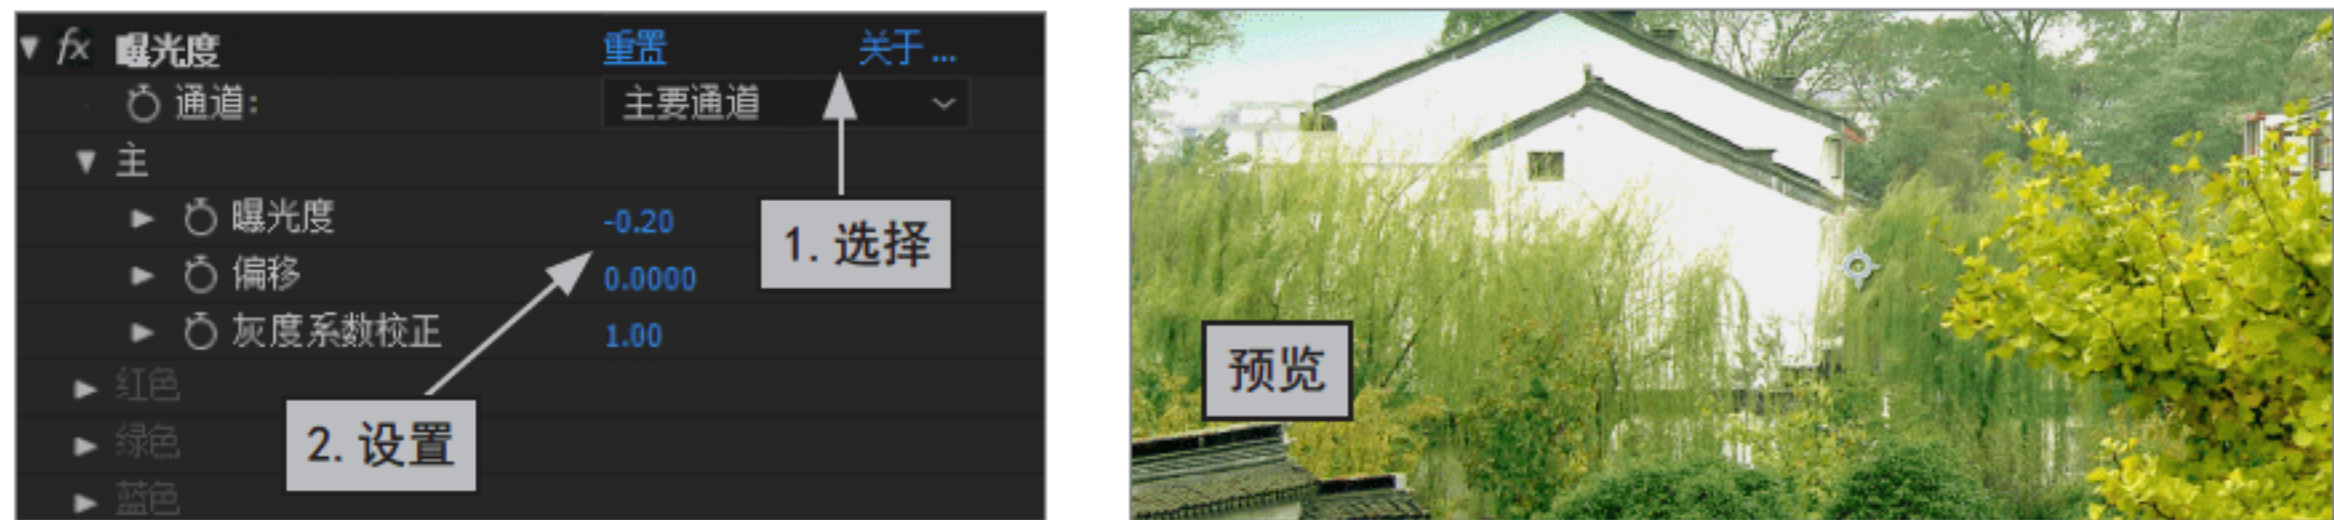 fx 曝光度 重置 关于...
通道: 主要通道
主
曝光度 -0.20
偏移 0.0000
灰度系数校正 1.00
红色
绿色
蓝色
1. 选择
2. 设置
预览